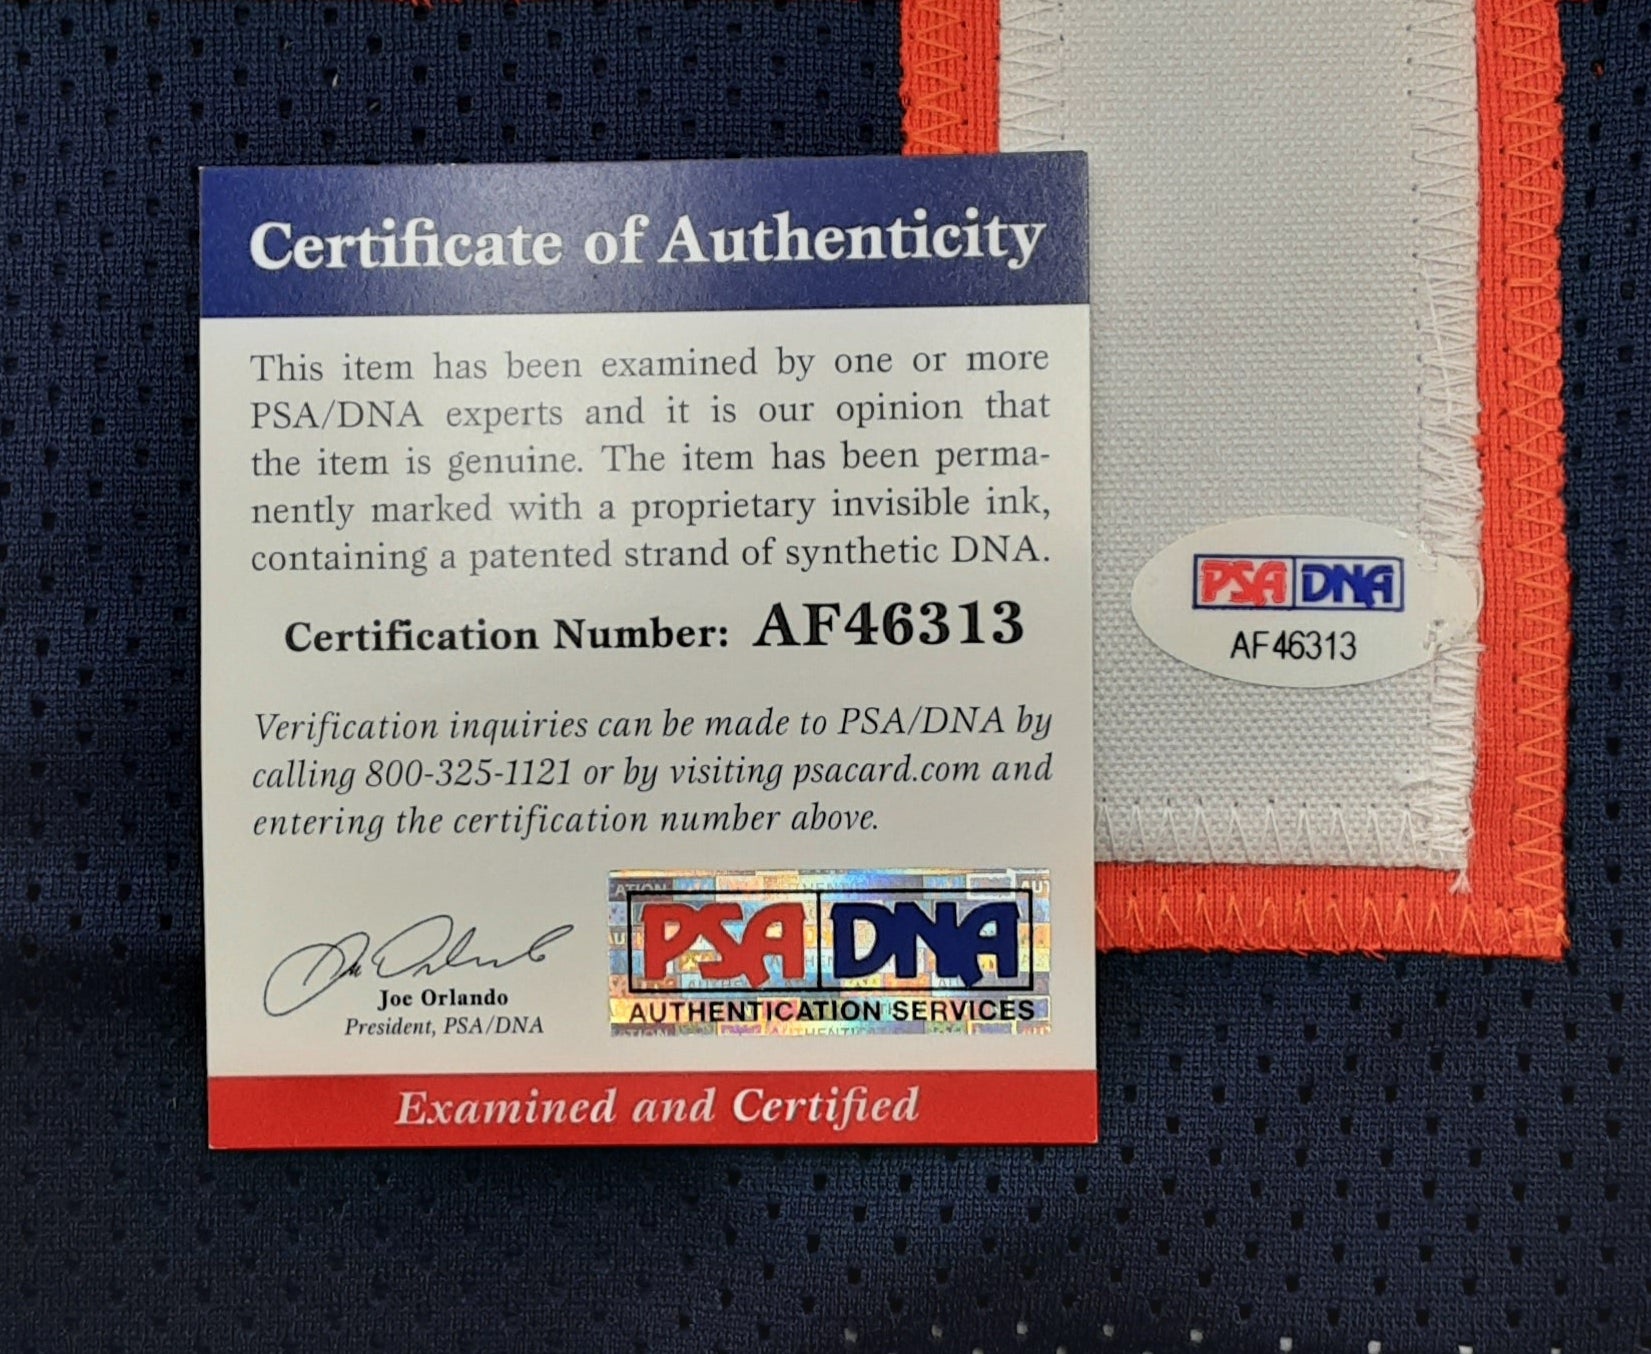 Certificate of Authenticity
This item has been examined by one or more
PSA/DNA experts and it is our opinion that
the item is genuine. The item has been perma-
nently marked with a proprietary invisible ink,
containing a patented strand of synthetic DNA.
Certification Number: AF46313
Verification inquiries can be made to PSA/DNA by
calling 800-325-1121 or by visiting psacard.com and
entering the certification number above.
Joe Orlando
President, PSA/DNA
PSA DNA
AUTHENTICATION SERVICES
Examined and Certified
PSA DNA
AF46313